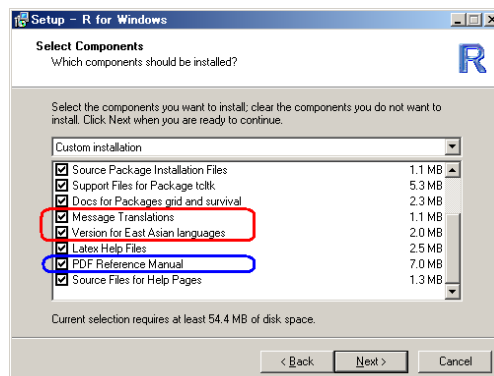 Setup - R for Windows
Select Components
Which components should be installed?
R
Select the components you want to install; clear the components you do not want to
install. Click Next when you are ready to continue.
Custom installation
Source Package Installation Files 1.1 MB
Support Files for Package tcltk 5.3 MB
Docs for Packages grid and survival 2.3 MB
Message Translations 1.1 MB
Version for East Asian languages 2.0 MB
Latex Help Files 2.5 MB
PDF Reference Manual 7.0 MB
Source Files for Help Pages 1.3 MB
Current selection requires at least 54.4 MB of disk space.
< Back Next > Cancel